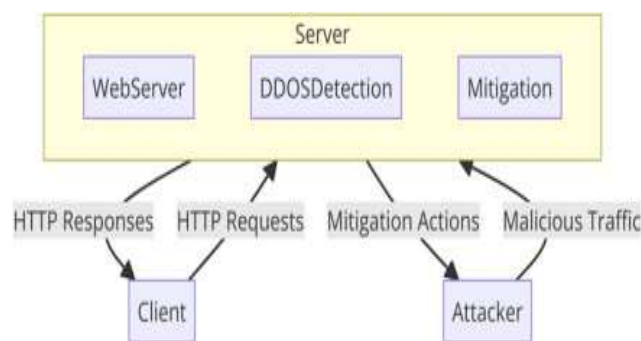 Server
WebServer DDOSDetection Mitigation
HTTP Responses HTTP Requests Mitigation Actions Malicious Traffic
Client Attacker